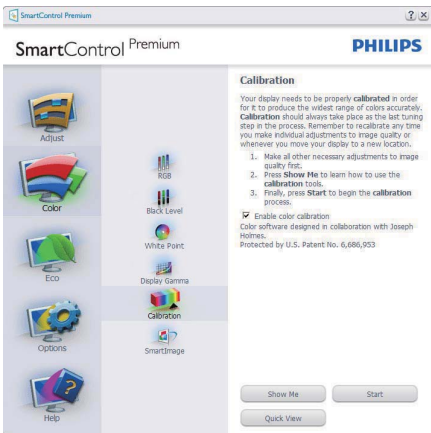 SmartControl Premium
? X
SmartControl Premium
PHILIPS
Adjust
Color
Eco
Options
Help
RGB
Black Level
White Point
Display Gamma
Calibration
SmartImage
Calibration
Your display needs to be properly calibrated in order
for it to produce the widest range of colors accurately.
Calibration should always take place as the last tuning
step in the process. Remember to recalibrate any time
you make individual adjustments to image quality or
whenever you move your display to a new location.
1. Make all other necessary adjustments to image
quality first.
2. Press Show Me to learn how to use the
calibration tools.
3. Finally, press Start to begin the calibration
process.
Enable color calibration
Color software designed in collaboration with Joseph
Holmes.
Protected by U.S. Patent No. 6,686,953
Show Me
Start
Quick View